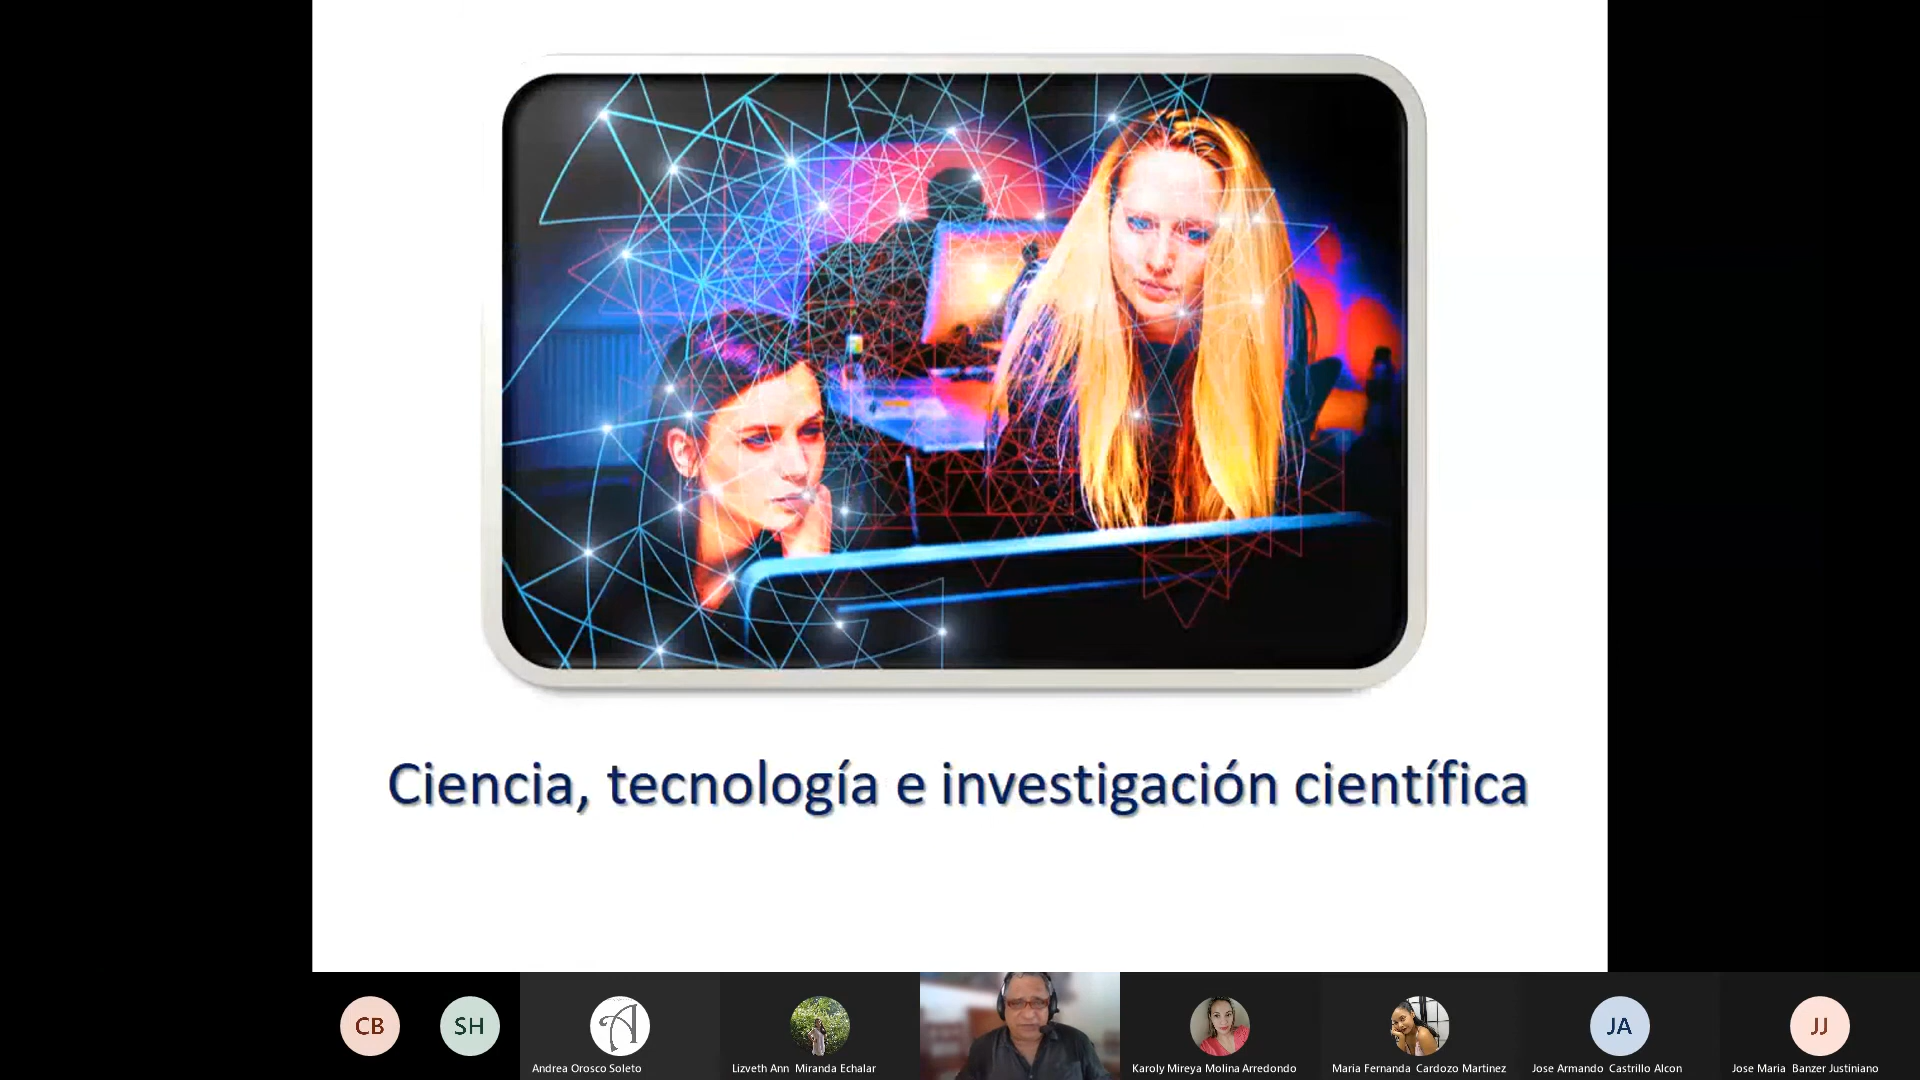 Ciencia, tecnología e investigación científica
CB
SH
A
JA
JJ
Andrea Orosco Soleto
Lizveth Ann Miranda Echalar
Karoly Mireya Molina Arredondo
Maria Fernanda Cardozo Martinez
Jose Armando Castrillo Alcon
Jose Maria Banzer Justiniano